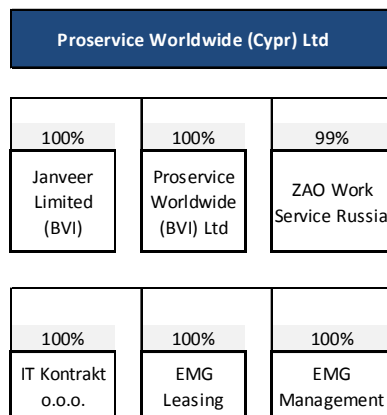 Proservice Worldwide (Cypr) Ltd
100% 100% 99%
Janveer
Limited
(BVI)
Proservice
Worldwide
(BVI) Ltd
ZAO Work
Service Russia
100% 100% 100%
IT Kontrakt
o.o.o.
EMG
Leasing
EMG
Management